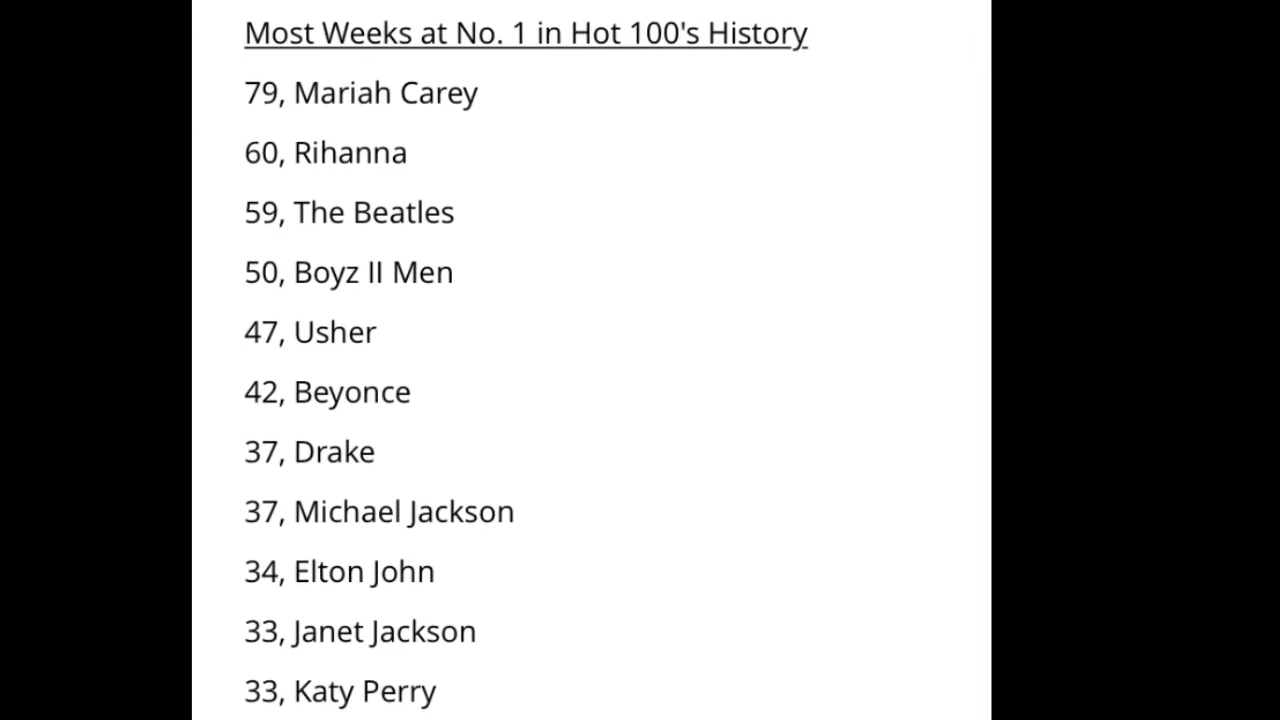 Most Weeks at No. 1 in Hot 100's History
79, Mariah Carey
60, Rihanna
59, The Beatles
50, Boyz II Men
47, Usher
42, Beyonce
37, Drake
37, Michael Jackson
34, Elton John
33, Janet Jackson
33, Katy Perry